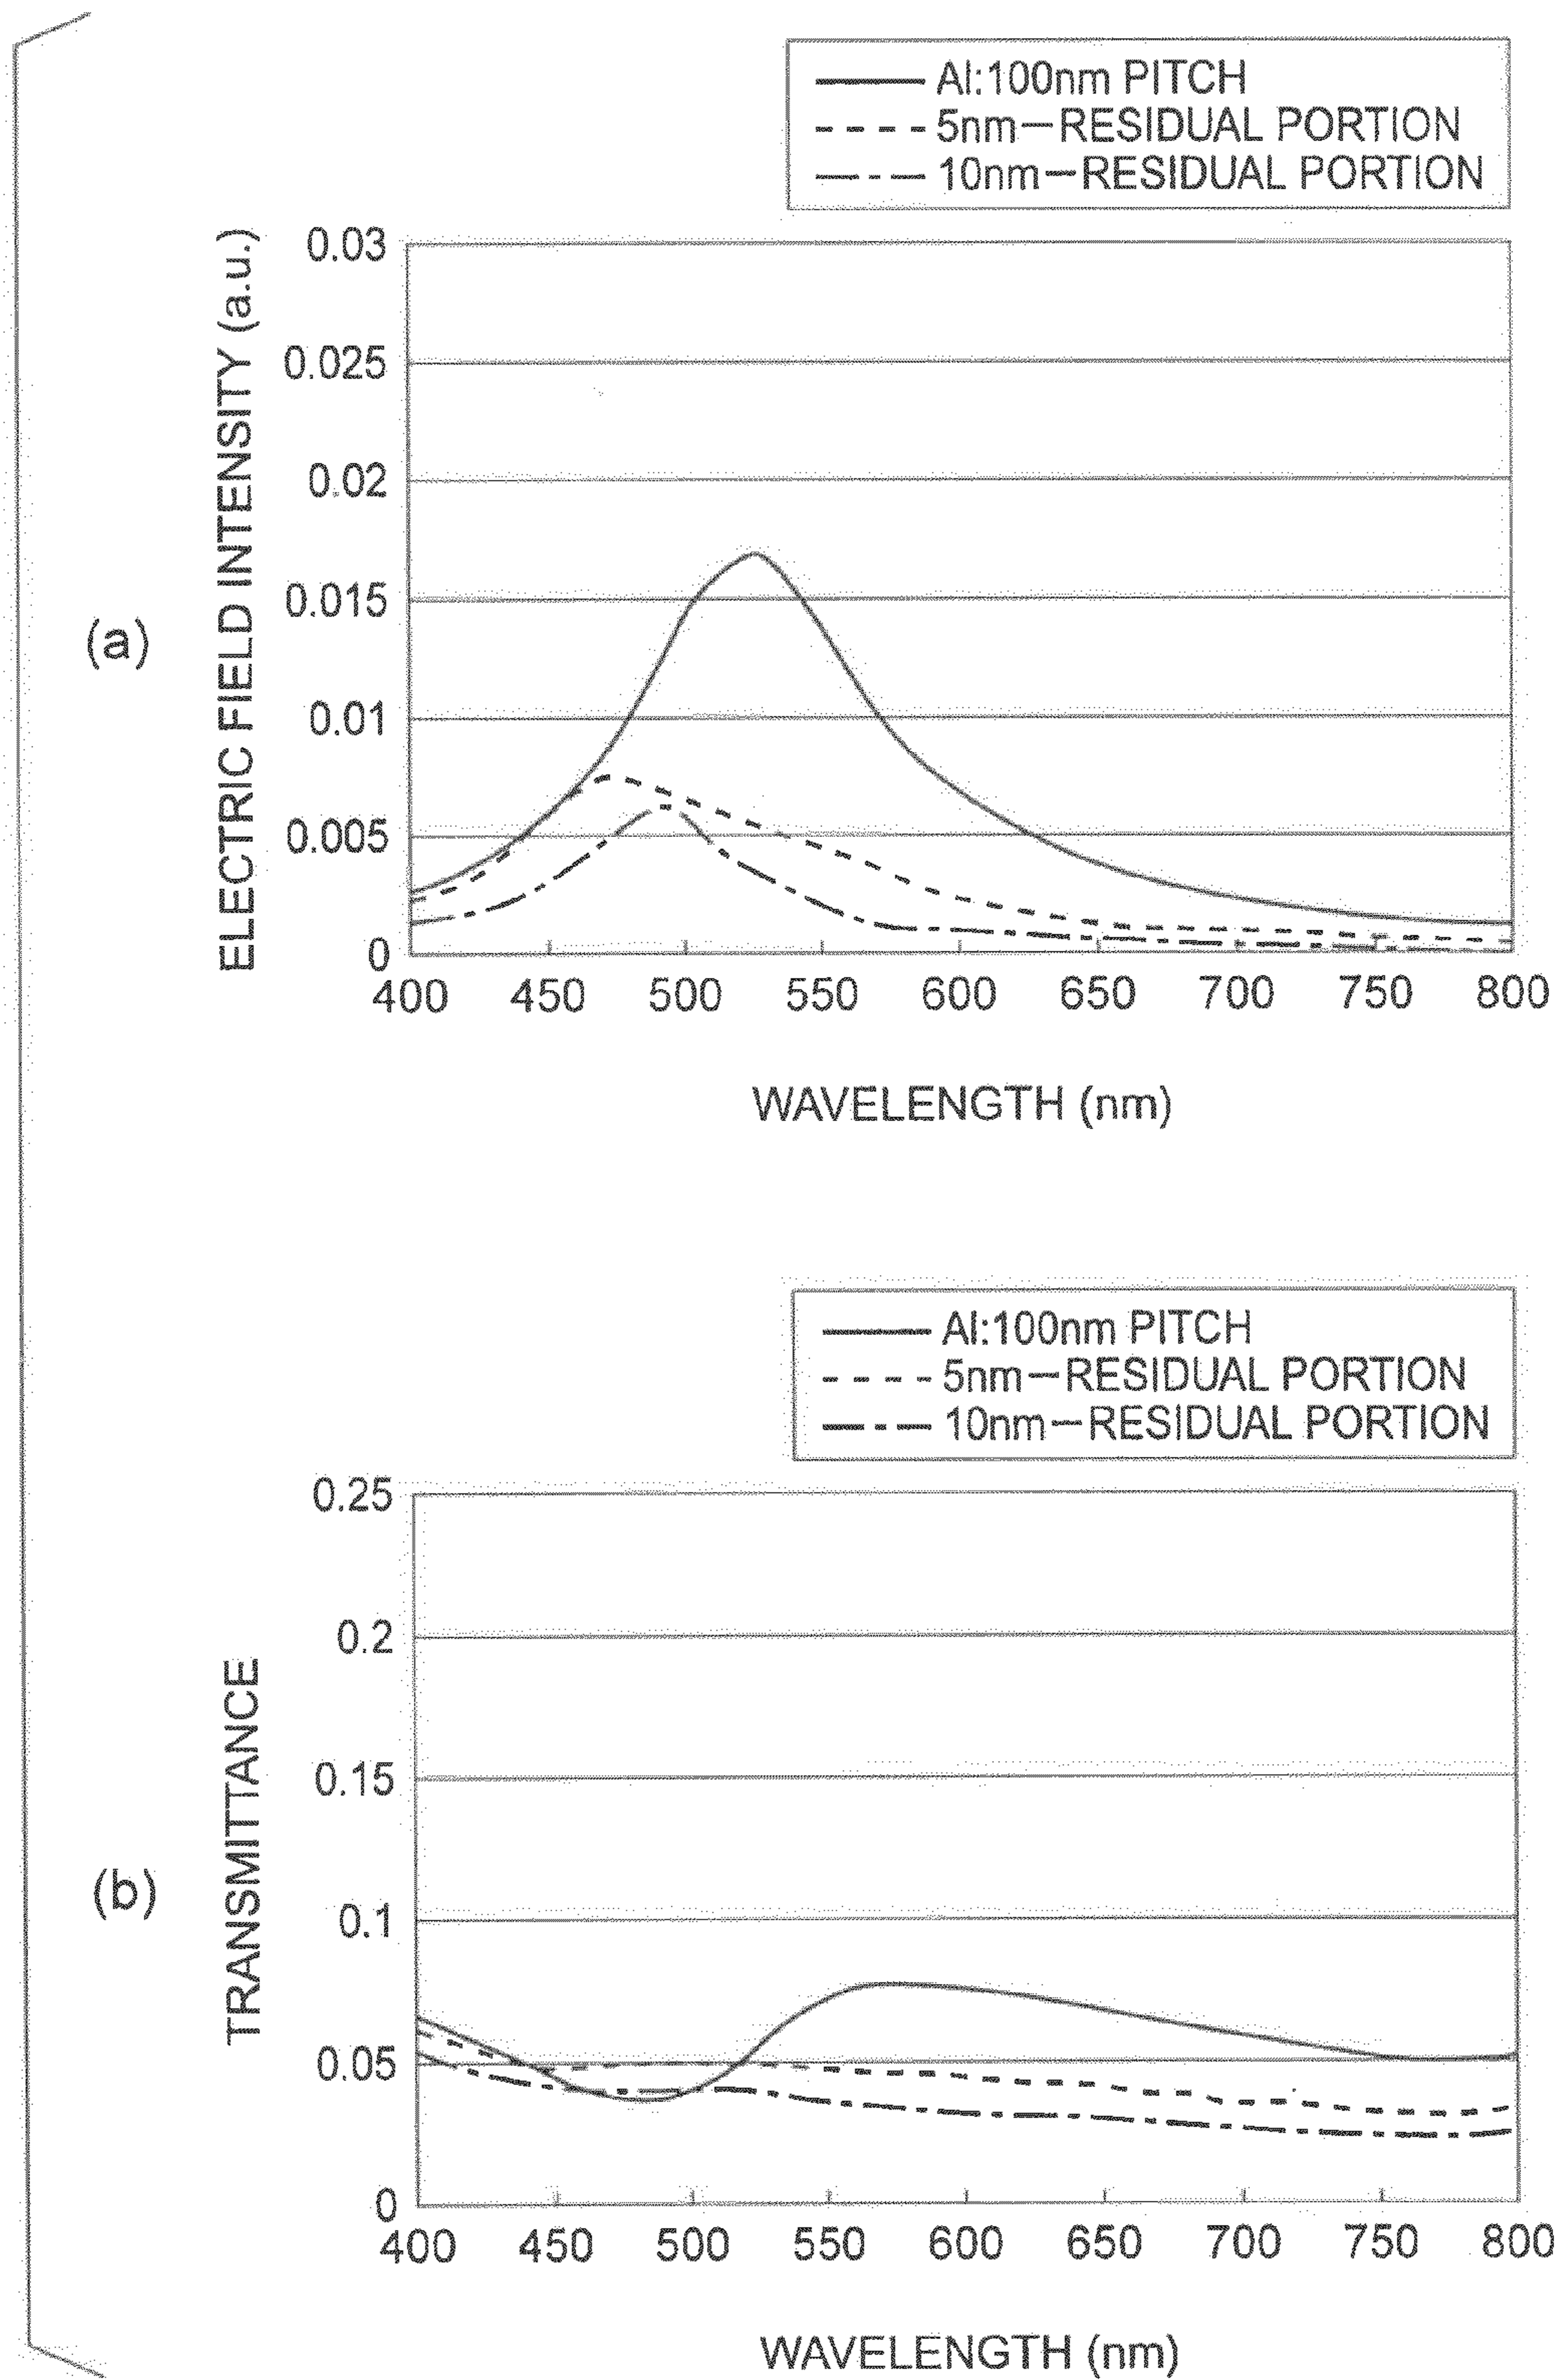 Al:100nm PITCH
5nm—RESIDUAL PORTION
10nm—RESIDUAL PORTION
(a)
ELECTRIC FIELD INTENSITY (a.u.)
0.03
0.025
0.02
0.015
0.01
0.005
0
400 450 500 550 600 650 700 750 800
WAVELENGTH (nm)
Al:100nm PITCH
5nm—RESIDUAL PORTION
10nm—RESIDUAL PORTION
(b)
TRANSMITTANCE
0.25
0.2
0.15
0.1
0.05
0
400 450 500 550 600 650 700 750 800
WAVELENGTH (nm)